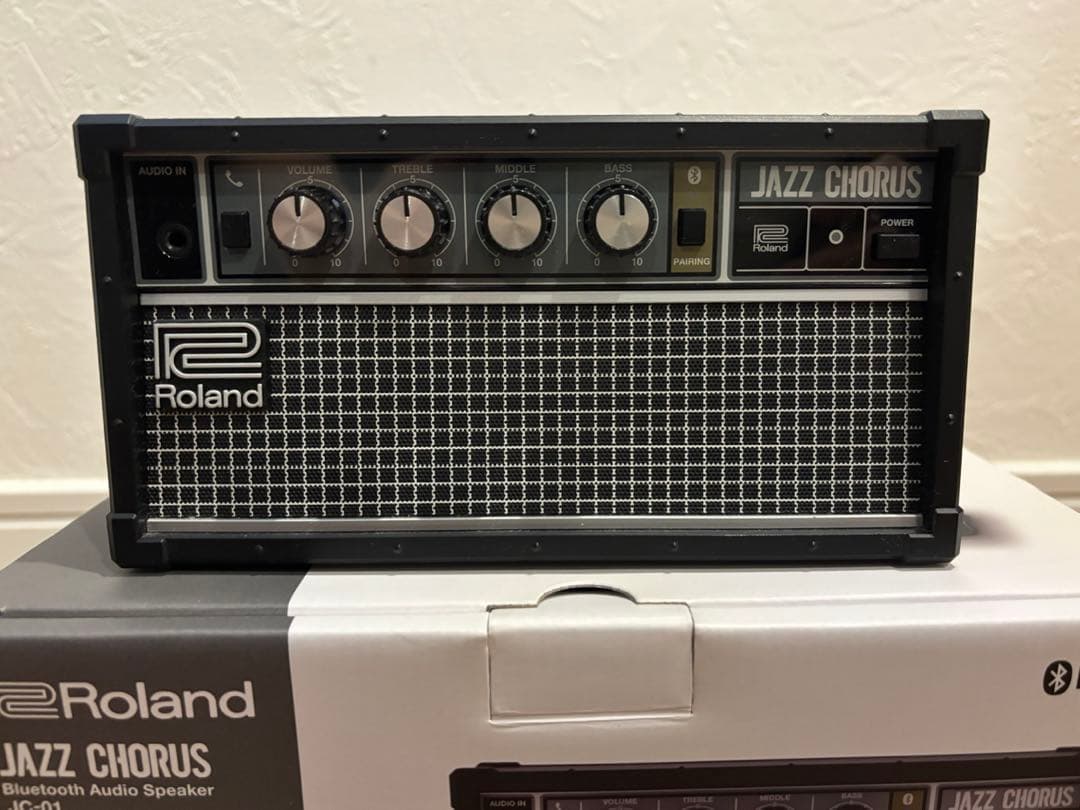 AUDIO IN
VOLUME
TREBLE
MIDDLE
BASS
5
5
5
5
0
10
0
10
0
10
0
10
PAIRING
JAZZ CHORUS
Roland
POWER
Roland
Roland
JAZZ CHORUS
Bluetooth Audio Speaker
JC-01
AUDIO IN
VOLUME
TREBLE
MIDDLE
BASS
JAZZ CHORUS